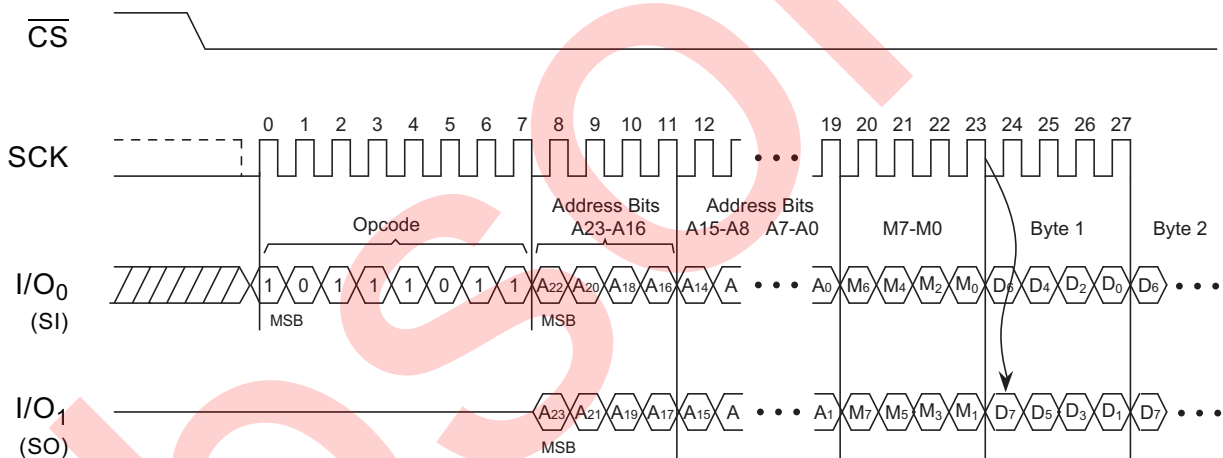 CS
0 1 2 3 4 5 6 7 8 9 10 11 12 19 20 21 22 23 24 25 26 27
SCK
Opcode
Address Bits
A23-A16
Address Bits
A15-A8 A7-A0
M7-M0
Byte 1
Byte 2
I/O0
(SI)
1 0 1 1 1 0 1 1 A22 A20 A18 A16 A14 A A0 M6 M4 M2 M0 D6 D4 D2 D0 D6
MSB MSB
I/O1
(SO)
A23 A21 A19 A17 A15 A A1 M7 M5 M3 M1 D7 D5 D3 D1 D7
MSB